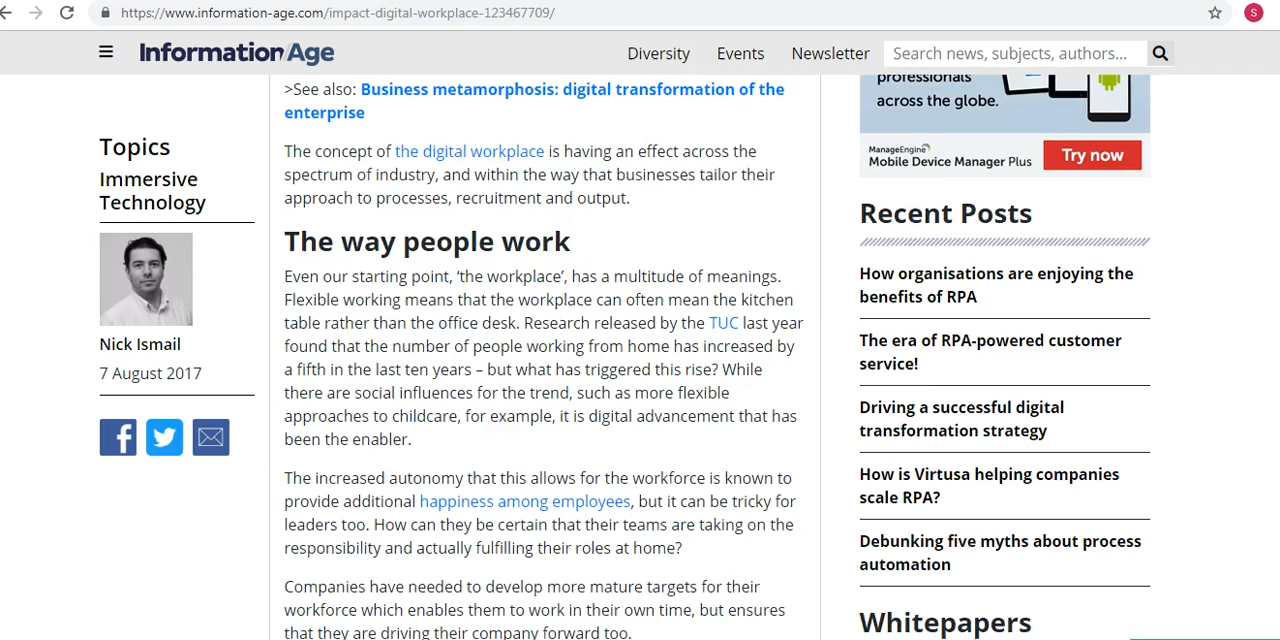 https://www.information-age.com/impact-digital-workplace-123467709/
S
Information/Age
Diversity
Events
Newsletter
Search news, subjects, authors...
>See also: Business metamorphosis: digital transformation of the
enterprise
Topics
Immersive
Technology
Nick Ismail
7 August 2017
The concept of the digital workplace is having an effect across the
spectrum of industry, and within the way that businesses tailor their
approach to processes, recruitment and output.
The way people work
Even our starting point, ‘the workplace’, has a multitude of meanings.
Flexible working means that the workplace can often mean the kitchen
table rather than the office desk. Research released by the TUC last year
found that the number of people working from home has increased by
a fifth in the last ten years – but what has triggered this rise? While
there are social influences for the trend, such as more flexible
approaches to childcare, for example, it is digital advancement that has
been the enabler.
The increased autonomy that this allows for the workforce is known to
provide additional happiness among employees, but it can be tricky for
leaders too. How can they be certain that their teams are taking on the
responsibility and actually fulfilling their roles at home?
Companies have needed to develop more mature targets for their
workforce which enables them to work in their own time, but ensures
that they are driving their company forward too.
professionals
across the globe.
ManageEngine
Mobile Device Manager Plus
Try now
Recent Posts
How organisations are enjoying the
benefits of RPA
The era of RPA-powered customer
service!
Driving a successful digital
transformation strategy
How is Virtusa helping companies
scale RPA?
Debunking five myths about process
automation
Whitepapers